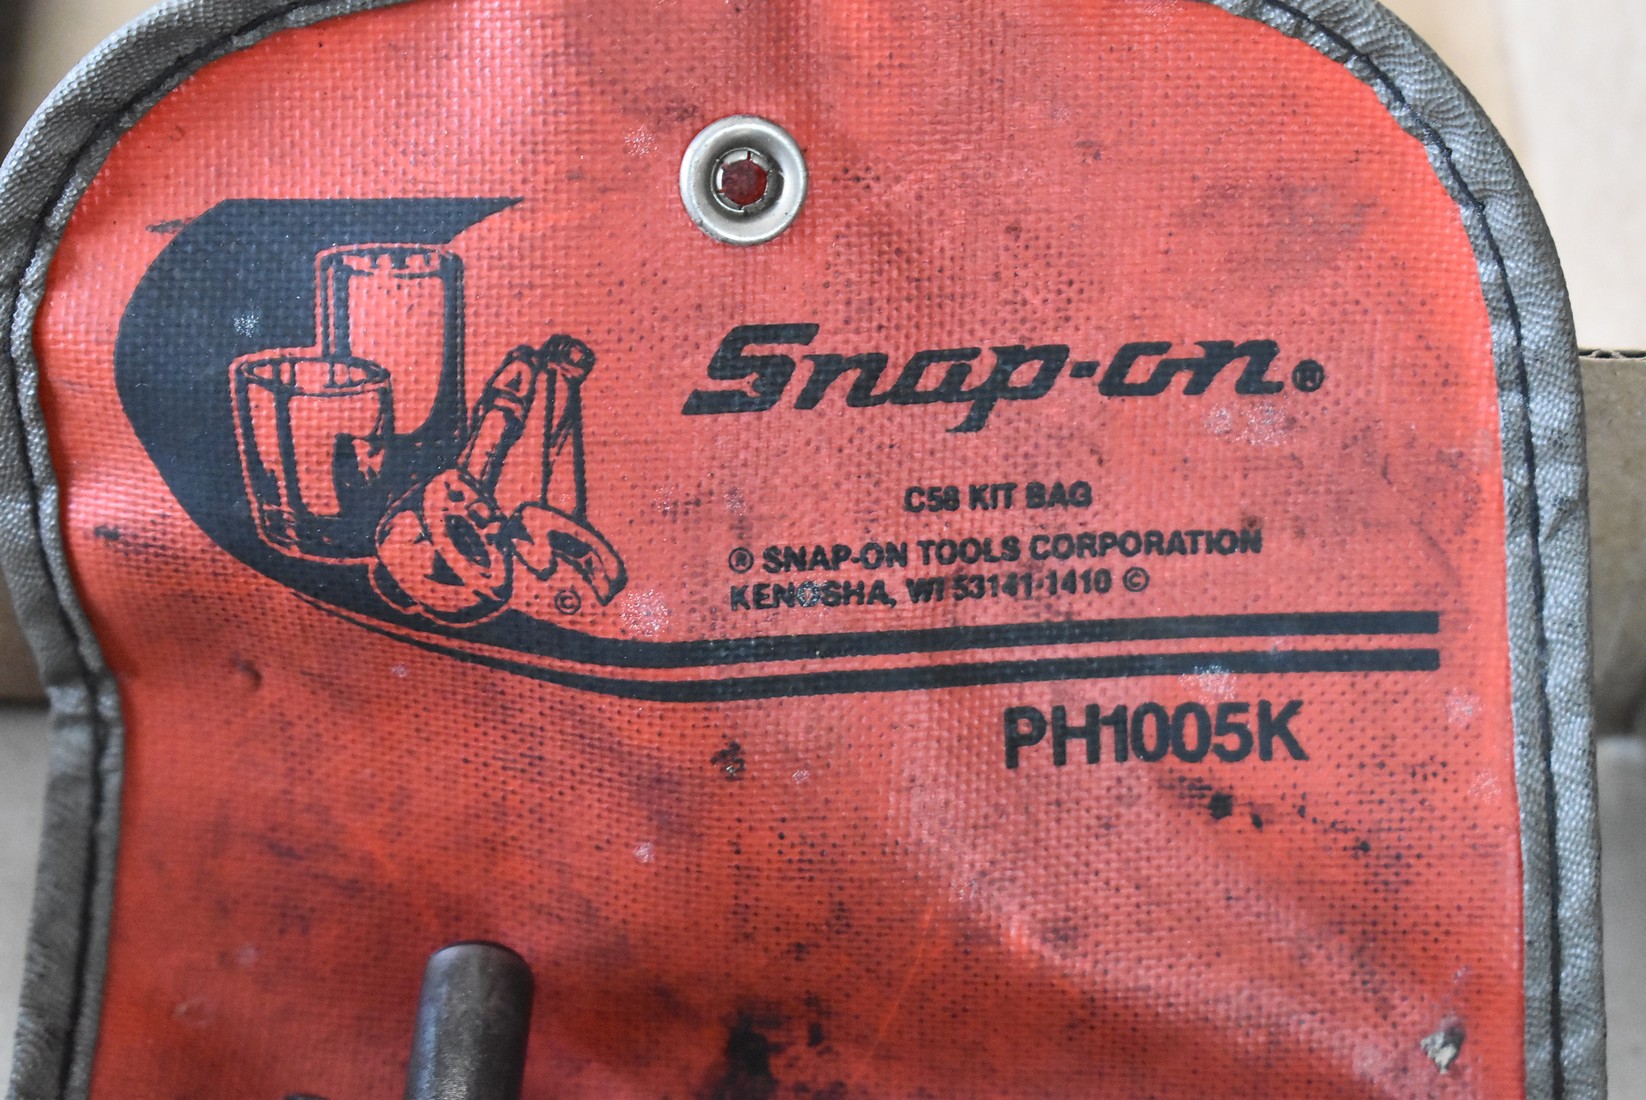 Snap-on®
C58 KIT BAG
® SNAP-ON TOOLS CORPORATION
KENOSHA, WI 53141-1410 ©
©
PH1005K